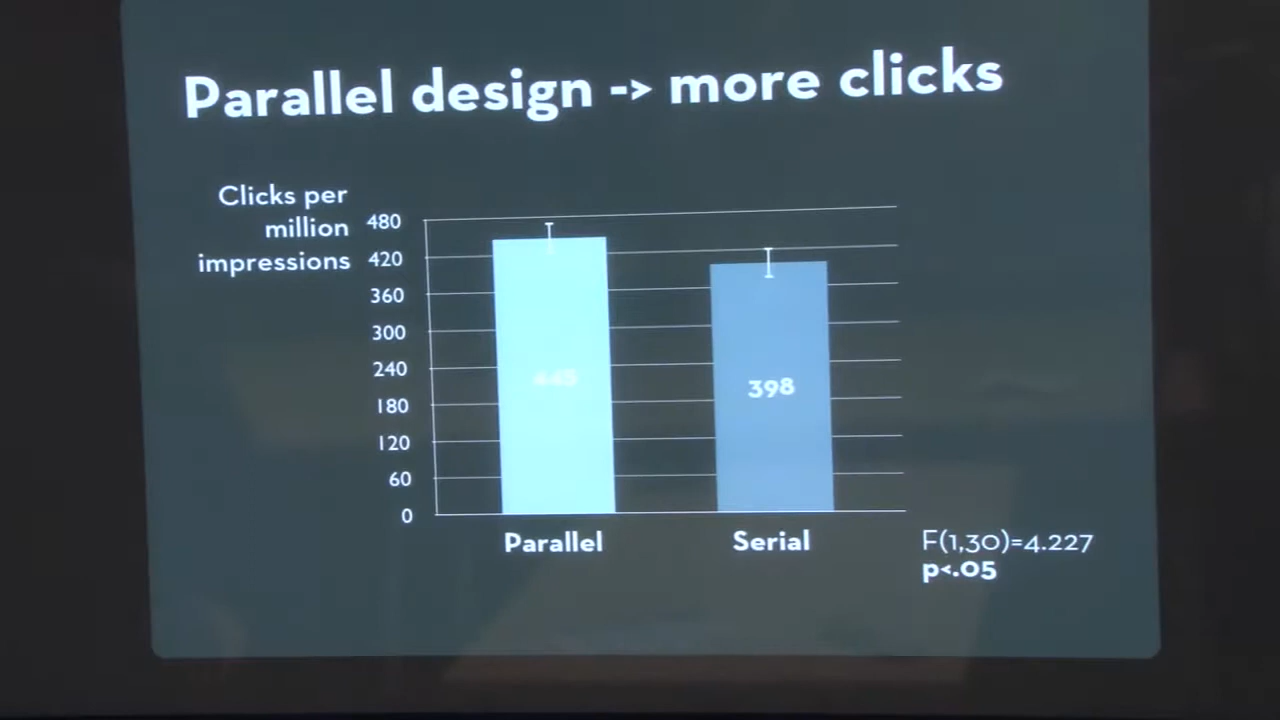 Parallel design -> more clicks
Clicks per
million
impressions
480
420
360
300
240
180
120
60
0
445
398
Parallel
Serial
F(1,30)=4.227
p<.05